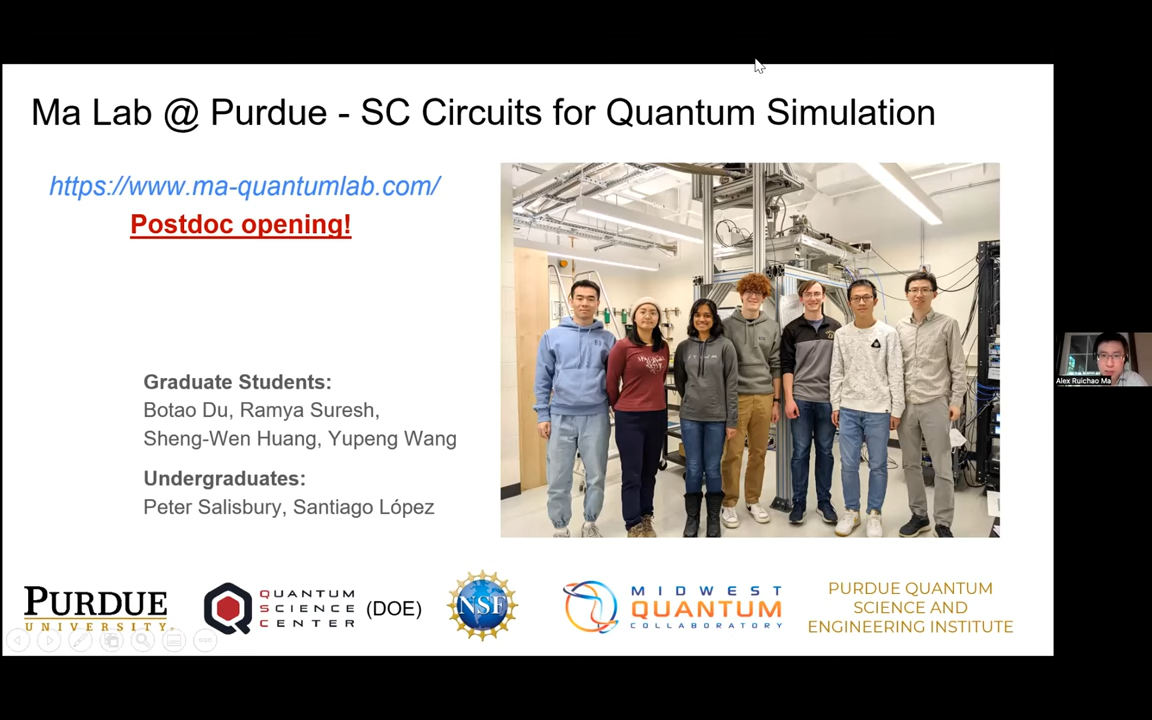 Ma Lab @ Purdue - SC Circuits for Quantum Simulation
https://www.ma-quantumlab.com/
Postdoc opening!
Graduate Students:
Botao Du, Ramya Suresh,
Sheng-Wen Huang, Yupeng Wang
Undergraduates:
Peter Salisbury, Santiago López
PURDUE
UNIVERSITY.
QUANTUM
SCIENCE
CENTER
(DOE)
NSF
MIDWEST
QUANTUM
COLLABORATORY
PURDUE QUANTUM
SCIENCE AND
ENGINEERING INSTITUTE
Alex Ruichao Ma